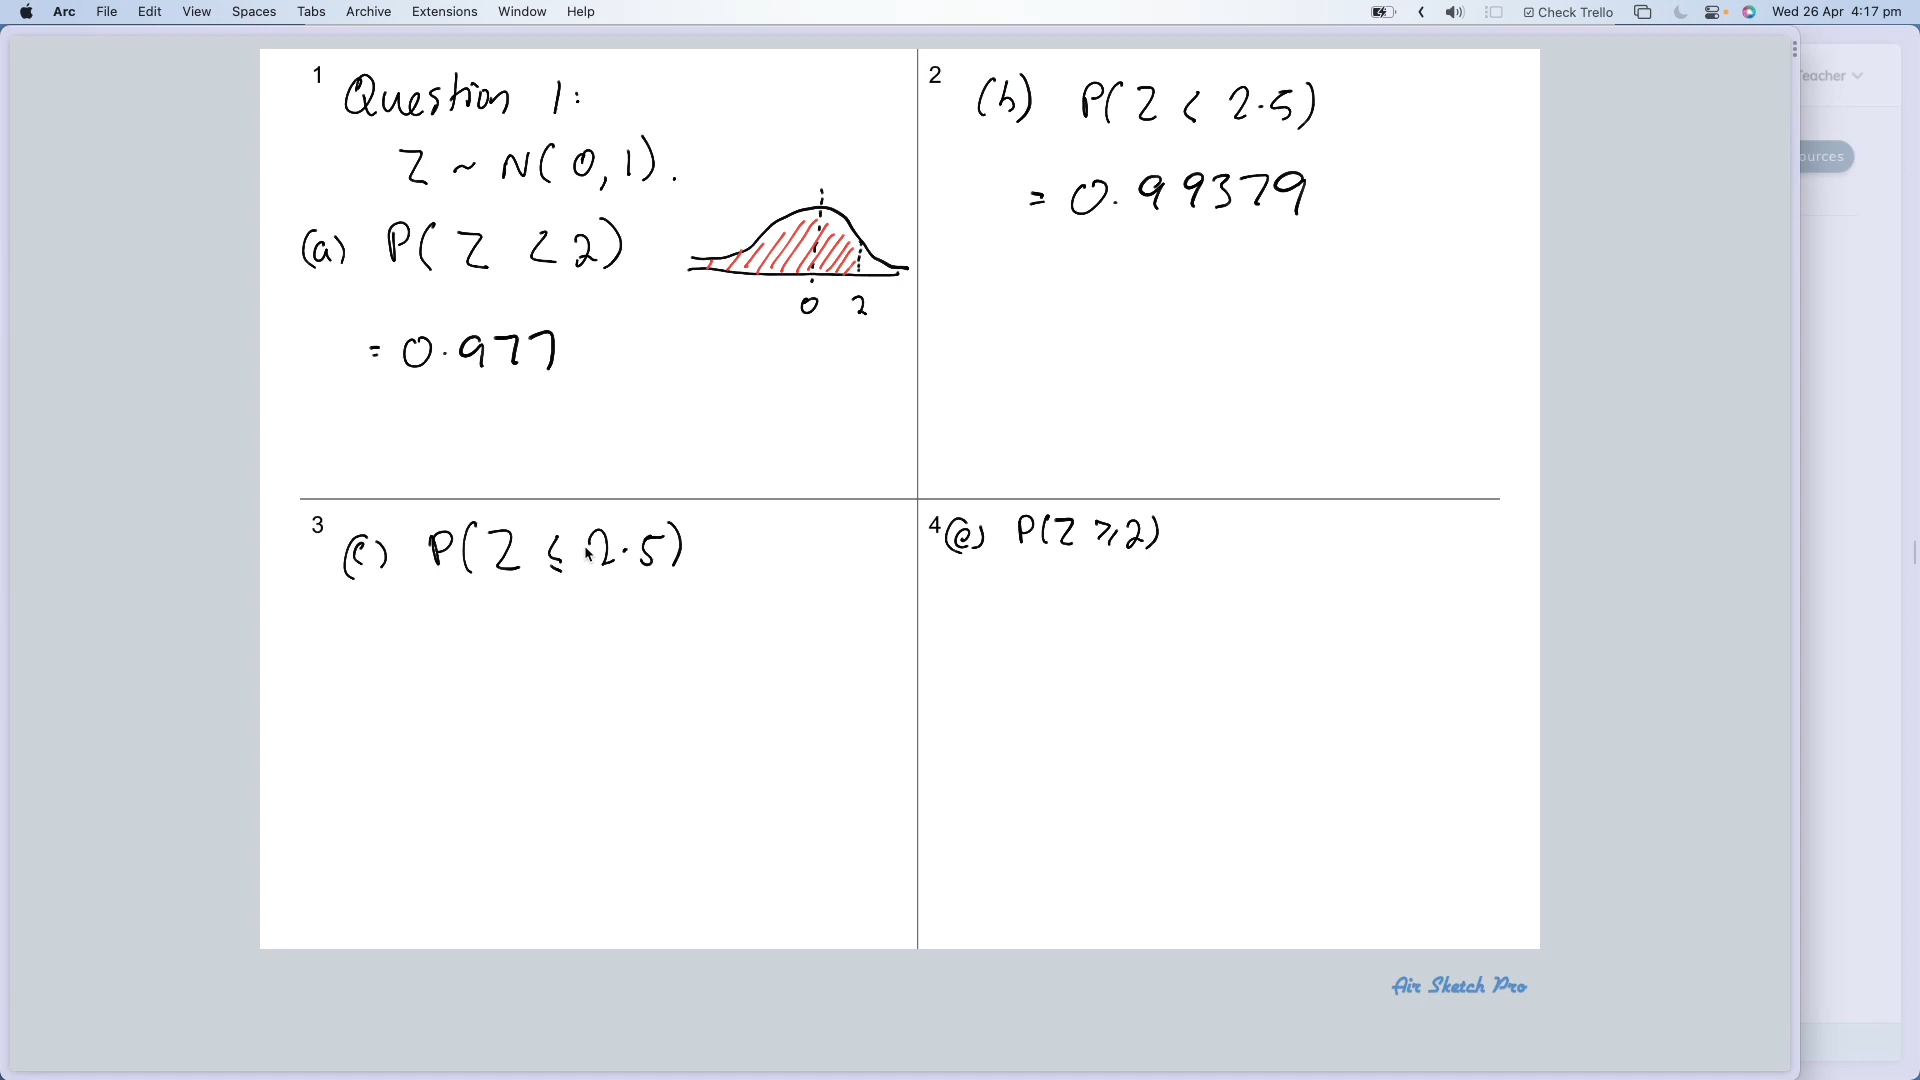 Arc File Edit View Spaces Tabs Archive Extensions Window Help
Check Trello Wed 26 Apr 4:17 pm
1
Question 1:
Z ~ N(0,1).
(a) P(Z < 2)
0 2
= 0.977
2
(b) P(Z < 2.5)
= 0.99379
3
(c) P(Z ≤ 2.5)
4
(e) P(Z ⩾ 2)
Air Sketch Pro